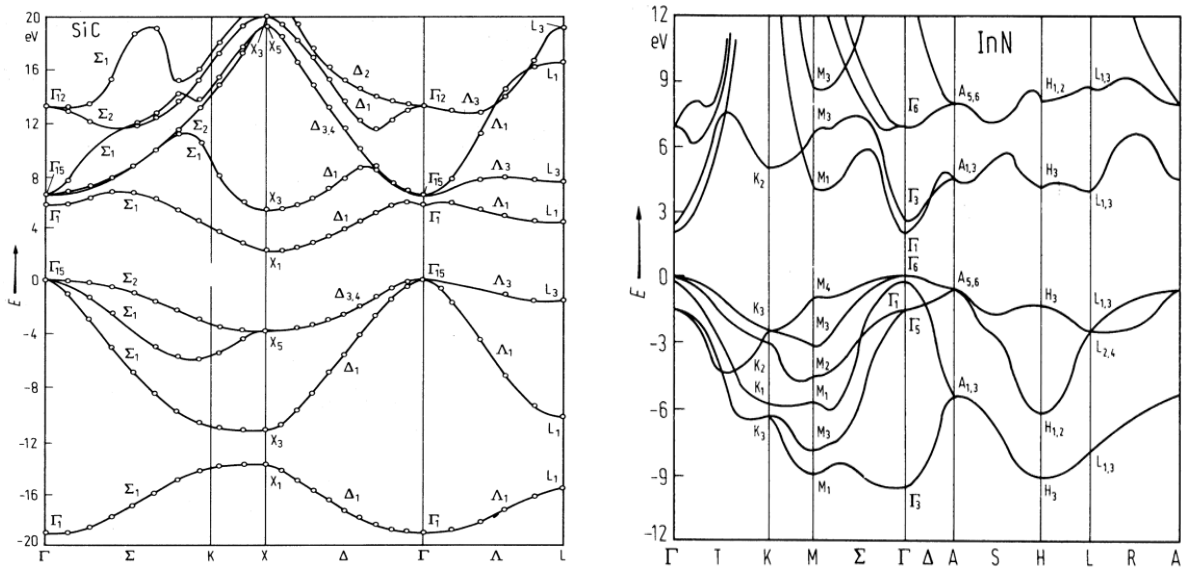 SiC
20
eV
16
12
8
4
0
-4
-8
-12
-16
-20
E
Γ12
Γ15
Γ1
Γ15
Γ1
Σ1
Σ2
Σ1
Σ2
Σ1
Σ1
Σ2
Σ1
Σ1
Σ1
X3
X5
X3
X1
X5
X3
X1
Δ2
Δ1
Δ3,4
Δ1
Δ1
Δ3,4
Δ1
Δ1
Γ12
Γ15
Γ1
Γ15
Γ1
Λ3
Λ1
Λ3
Λ1
Λ3
Λ1
Λ1
L3
L1
L3
L1
L3
L1
L1
Γ Σ K X Δ Γ Λ L
InN
12
eV
9
6
3
0
-3
-6
-9
-12
E
K2
K3
K2
K1
K3
M3
M3
M1
M4
M3
M2
M1
M3
M1
Γ6
Γ3
Γ1
Γ6
Γ1
Γ5
Γ3
A5,6
A1,3
A5,6
A1,3
H1,2
H3
H3
H1,2
H3
L1,3
L1,3
L1,3
L2,4
L1,3
Γ T K M Σ Γ Δ A S H L R A